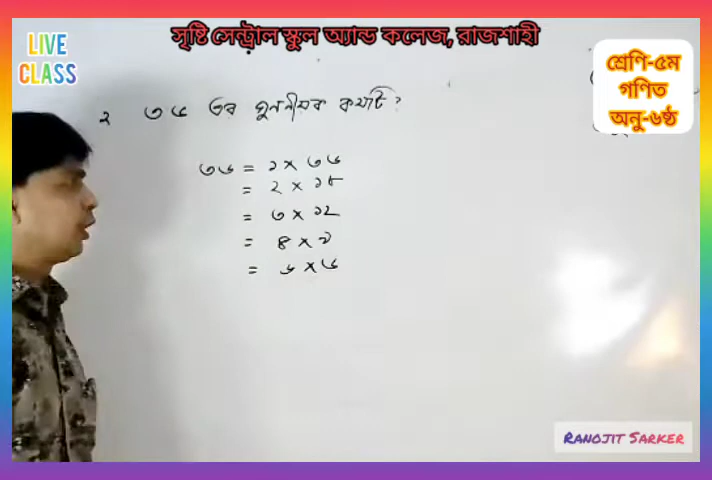 সৃষ্টি সেন্ট্রাল স্কুল অ্যান্ড কলেজ, রাজশাহী
LIVE
CLASS
শ্রেণি-৫ম
গণিত
অনু-৬ষ্ঠ
২ ৩৬ এর গুননীয়ক কয়টি?
৩৬ = ১ × ৩৬
= ২ × ১৮
= ৩ × ১২
= ৪ × ৯
= ৬ × ৬
RANOJIT SARKER